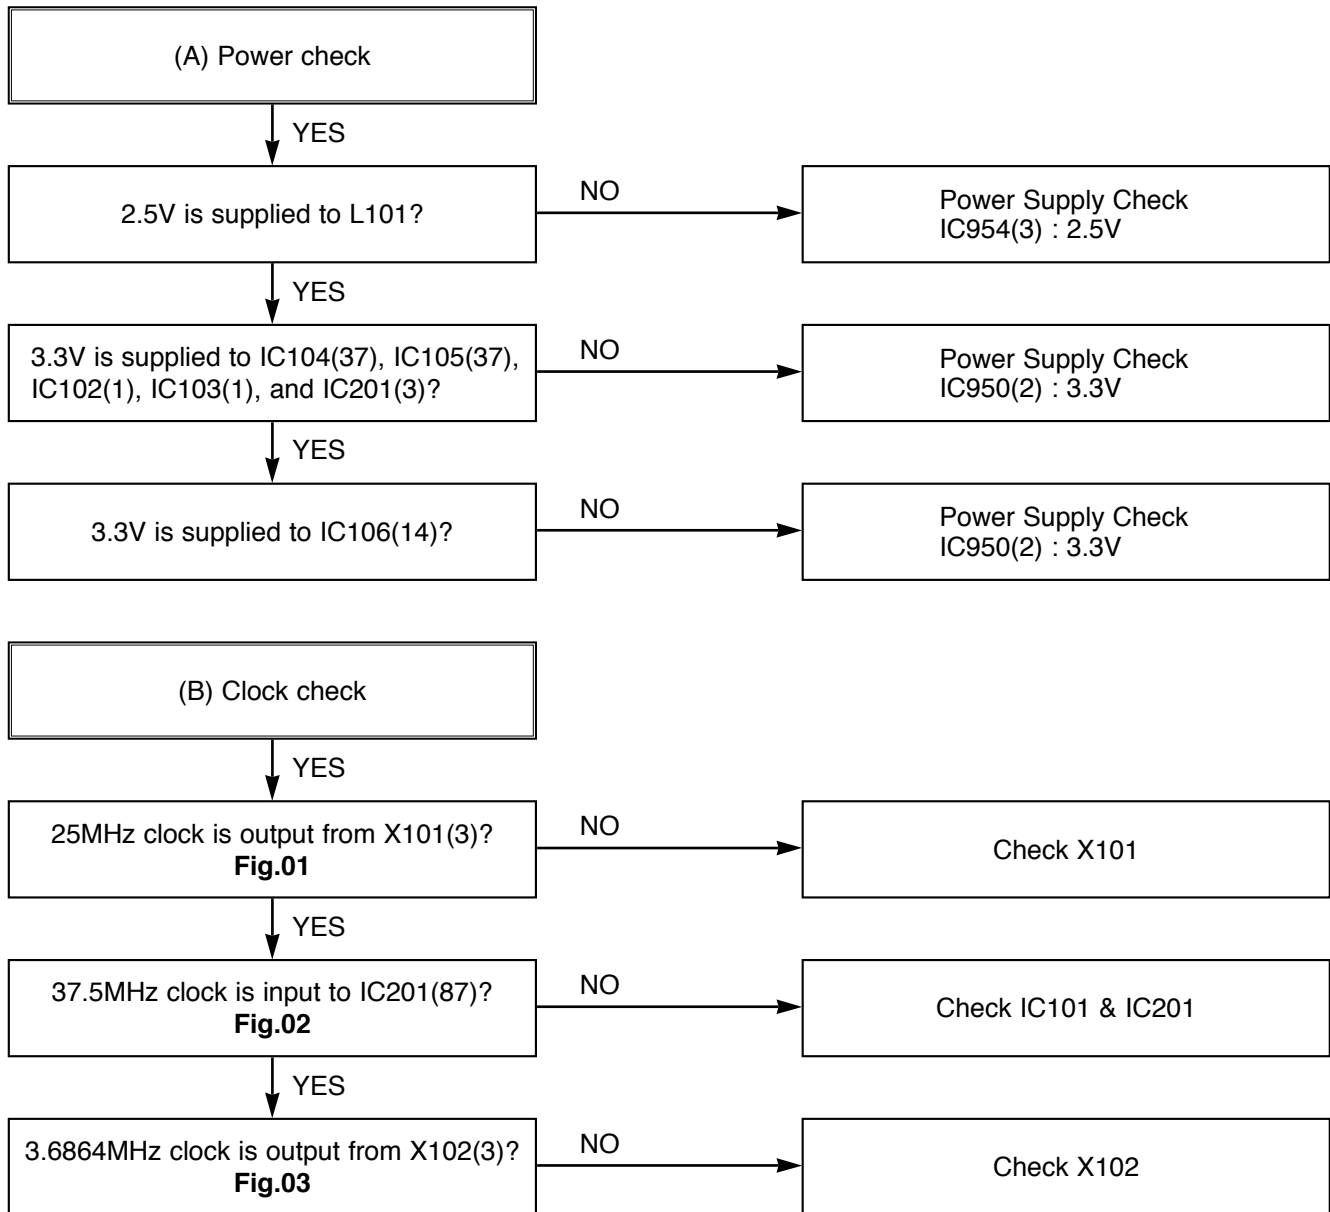 (A) Power check
YES
2.5V is supplied to L101?
NO
Power Supply Check
IC954(3) : 2.5V
YES
3.3V is supplied to IC104(37), IC105(37),
IC102(1), IC103(1), and IC201(3)?
NO
Power Supply Check
IC950(2) : 3.3V
YES
3.3V is supplied to IC106(14)?
NO
Power Supply Check
IC950(2) : 3.3V
(B) Clock check
YES
25MHz clock is output from X101(3)?
Fig.01
NO
Check X101
YES
37.5MHz clock is input to IC201(87)?
Fig.02
NO
Check IC101 & IC201
YES
3.6864MHz clock is output from X102(3)?
Fig.03
NO
Check X102